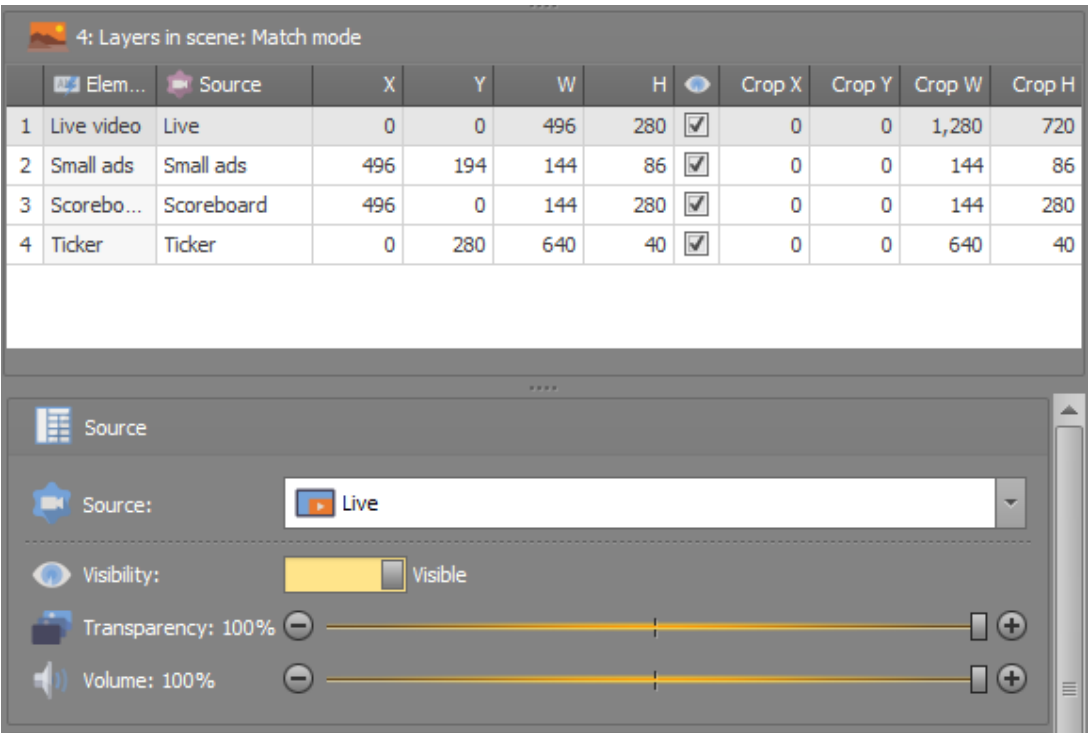 4: Layers in scene: Match mode
Elem... Source X Y W H Crop X Crop Y Crop W Crop H
1 Live video Live 0 0 496 280 0 0 1,280 720
2 Small ads Small ads 496 194 144 86 0 0 144 86
3 Scorebo... Scoreboard 496 0 144 280 0 0 144 280
4 Ticker Ticker 0 280 640 40 0 0 640 40
Source
Source: Live
Visibility: Visible
Transparency: 100%
Volume: 100%